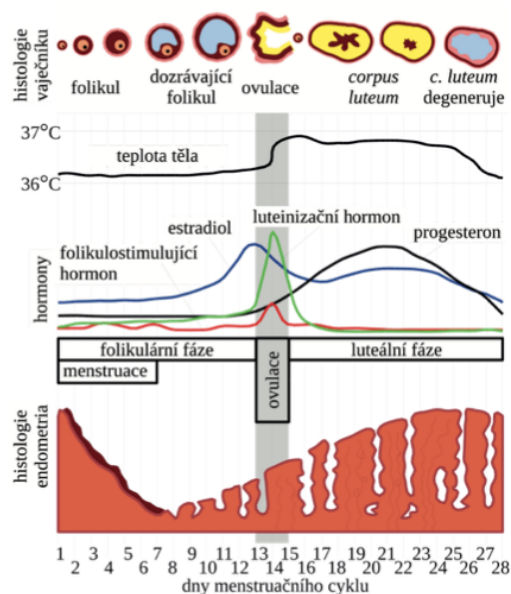 histologie
vaječníku
folikul
dozrávající
folikul
ovulace
corpus
luteum
c. luteum
degeneruje
37°C
36°C
teplota těla
hormony
estradiol
luteinizační hormon
folikulostimulující
hormon
progesteron
folikulární fáze
ovulace
luteální fáze
menstruace
histologie
endometria
1 3 5 7 9 11 13 15 17 19 21 23 25 27
2 4 6 8 10 12 14 16 18 20 22 24 26 28
dny menstruačního cyklu